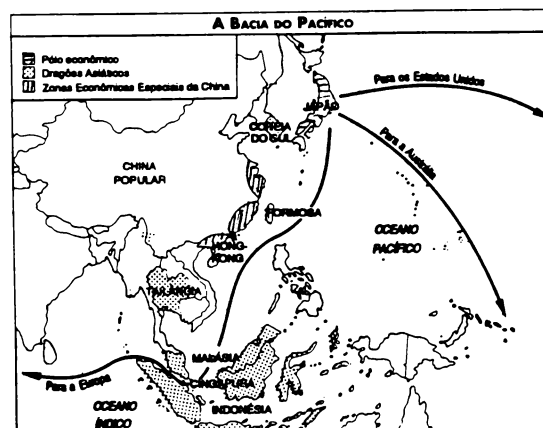 A BACIA DO PACÍFICO
Pólo econômico
Dragões Asiáticos
Zonas Econômicas Especiais da China
Para os Estados Unidos
JAPÃO
CORÉIA
DO SUL
Para a Austrália
CHINA
POPULAR
FORMOSA
OCEANO
PACÍFICO
HONG-
KONG
TAILÂNDIA
MALÁSIA
CINGAPURA
Para a Europa
INDONÉSIA
OCEANO
ÍNDICO